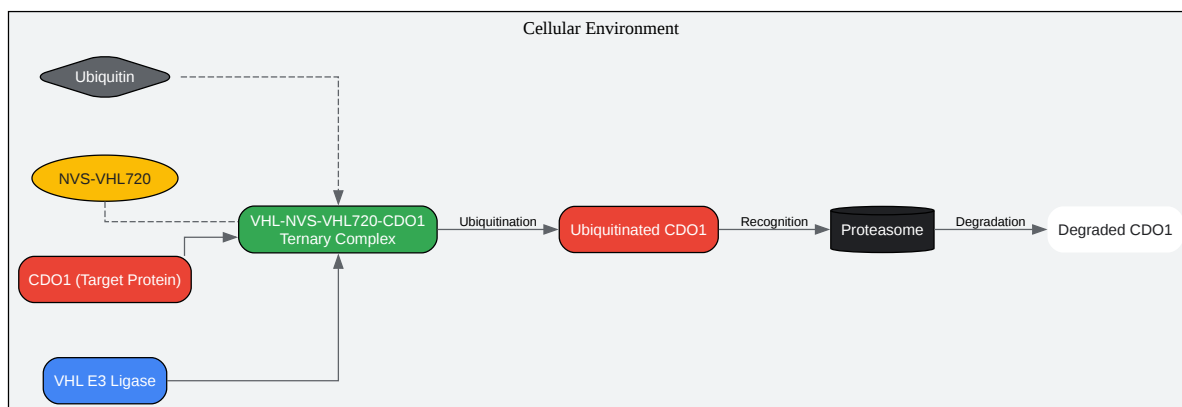 Cellular Environment
Ubiquitin
NVS-VHL720
VHL-NVS-VHL720-CDO1
Ternary Complex
CDO1 (Target Protein)
VHL E3 Ligase
Ubiquitination
Ubiquitinated CDO1
Recognition
Proteasome
Degradation
Degraded CDO1